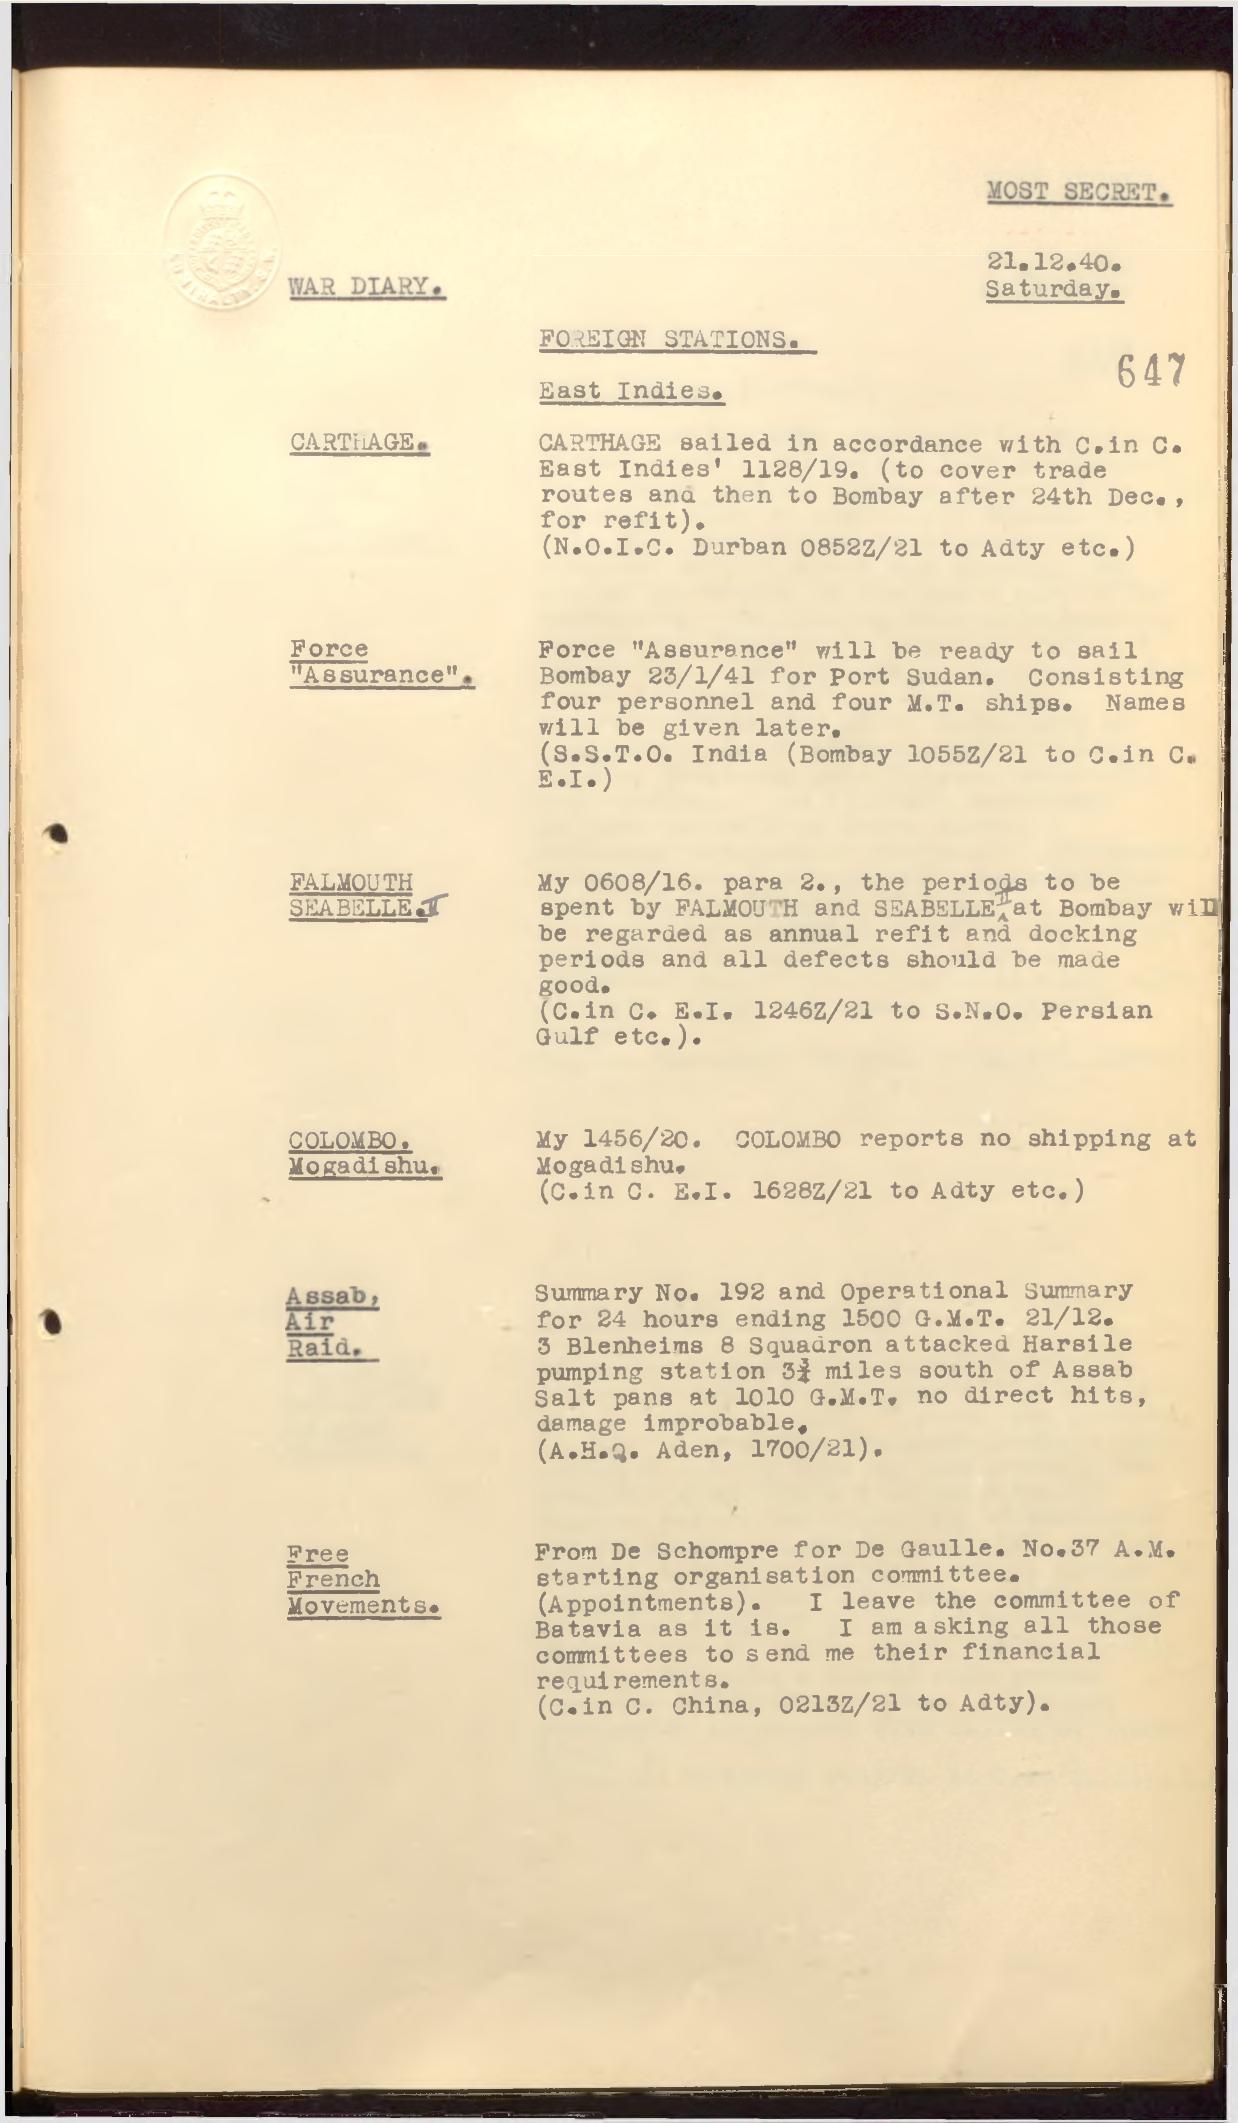 MOST SECRET.
21.12.40.
Saturday.
WAR DIARY.
FOREIGN STATIONS.
647
East Indies.
CARTHAGE.
CARTHAGE sailed in accordance with C.in C.
East Indies' 1128/19. (to cover trade
routes and then to Bombay after 24th Dec.,
for refit).
(N.O.I.C. Durban 0852Z/21 to Adty etc.)
Force
"Assurance".
Force "Assurance" will be ready to sail
Bombay 23/1/41 for Port Sudan. Consisting
four personnel and four M.T. ships. Names
will be given later.
(S.S.T.O. India (Bombay 1055Z/21 to C.in C.
E.I.)
FALMOUTH
SEABELLE.II
My 0608/16. para 2., the periods to be
spent by FALMOUTH and SEABELLE II at Bombay will
be regarded as annual refit and docking
periods and all defects should be made
good.
(C.in C. E.I. 1246Z/21 to S.N.O. Persian
Gulf etc.).
COLOMBO.
Mogadishu.
My 1456/20. COLOMBO reports no shipping at
Mogadishu.
(C.in C. E.I. 1628Z/21 to Adty etc.)
Assab,
Air
Raid.
Summary No. 192 and Operational Summary
for 24 hours ending 1500 G.M.T. 21/12.
3 Blenheims 8 Squadron attacked Harsile
pumping station 3¾ miles south of Assab
Salt pans at 1010 G.M.T. no direct hits,
damage improbable.
(A.H.Q. Aden, 1700/21).
Free
French
Movements.
From De Schompre for De Gaulle. No.37 A.M.
starting organisation committee.
(Appointments). I leave the committee of
Batavia as it is. I am asking all those
committees to send me their financial
requirements.
(C.in C. China, 0213Z/21 to Adty).